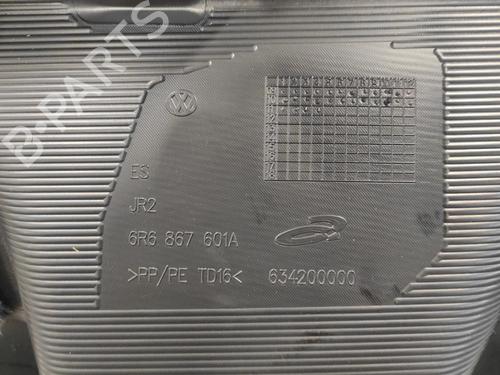 B-PARTS
ES
JR2
6R6 867 601A
>PP/PE TD16<
634200000